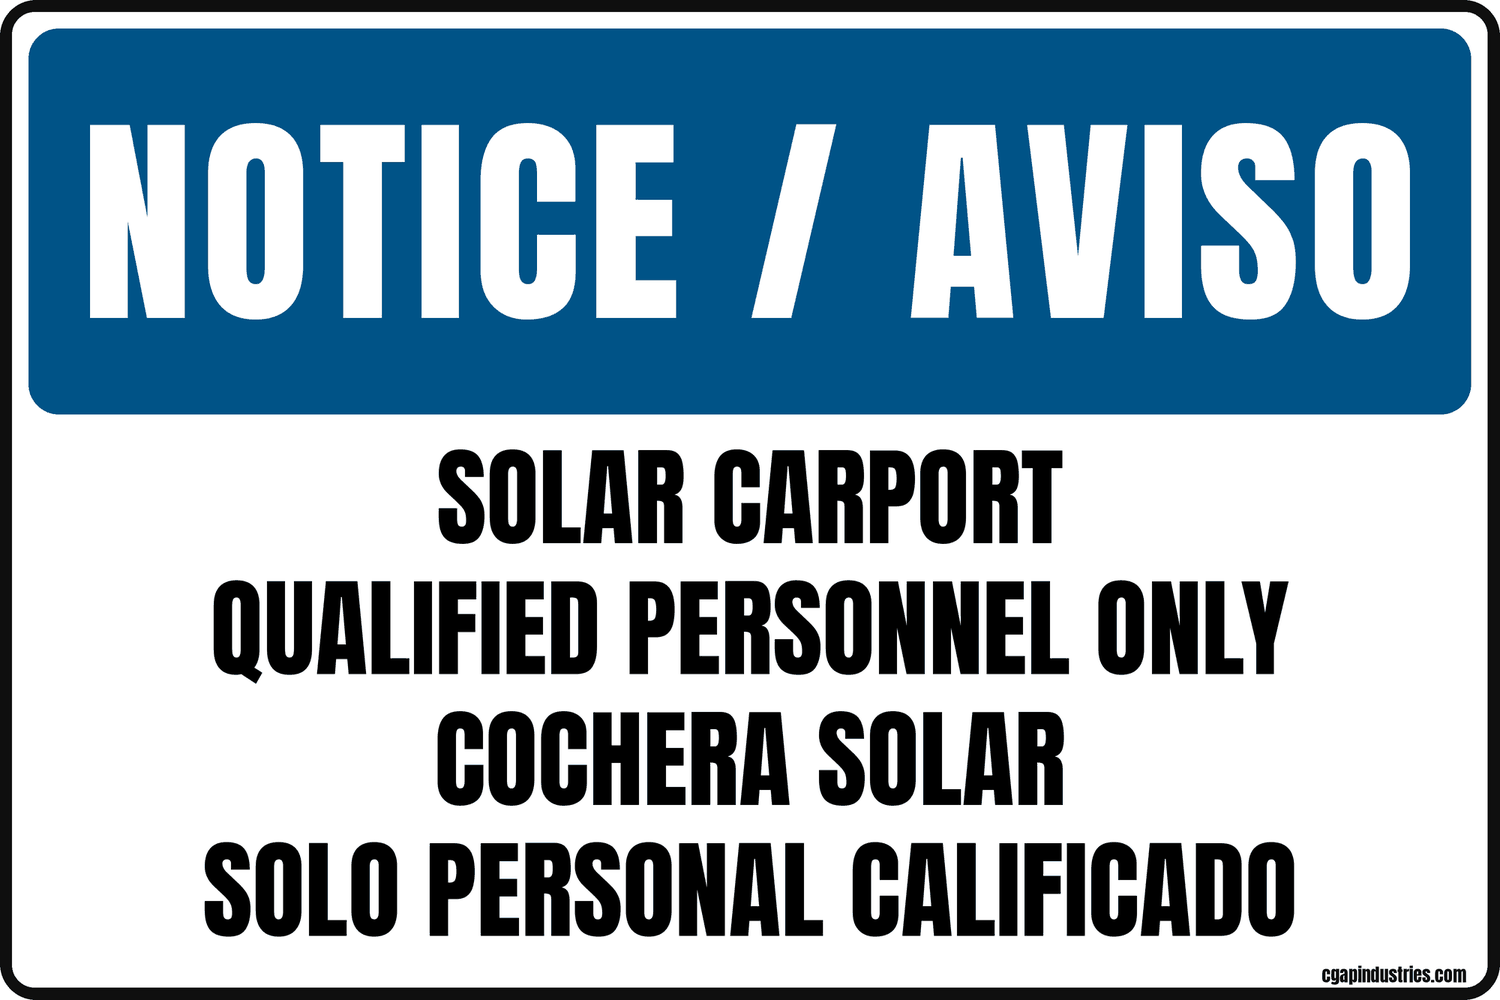 NOTICE / AVISO
SOLAR CARPORT
QUALIFIED PERSONNEL ONLY
COCHERA SOLAR
SOLO PERSONAL CALIFICADO
cgapindustries.com